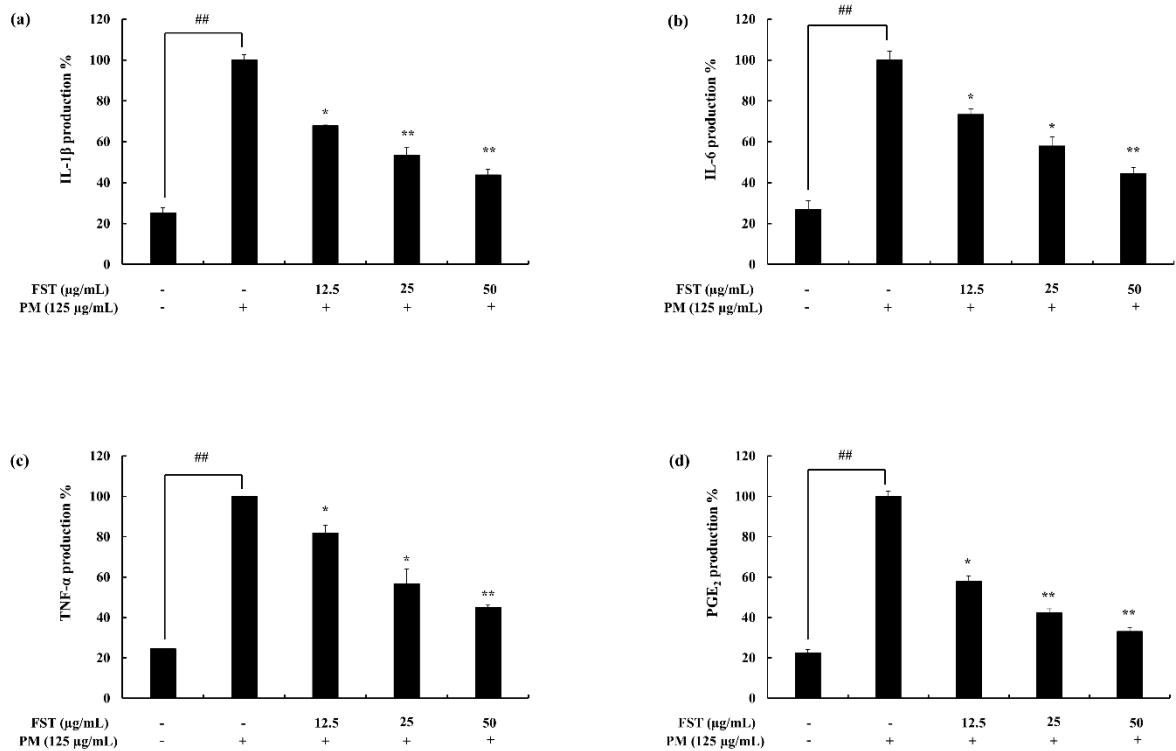 (a)
IL-1β production %
120
100
80
60
40
20
0
##
*
**
**
FST (μg/mL) - - 12.5 25 50
PM (125 μg/mL) - + + + +
(b)
IL-6 production %
120
100
80
60
40
20
0
##
*
*
**
FST (μg/mL) - - 12.5 25 50
PM (125 μg/mL) - + + + +
(c)
TNF-α production %
120
100
80
60
40
20
0
##
*
*
**
FST (μg/mL) - - 12.5 25 50
PM (125 μg/mL) - + + + +
(d)
PGE₂ production %
120
100
80
60
40
20
0
##
*
**
**
FST (μg/mL) - - 12.5 25 50
PM (125 μg/mL) - + + + +